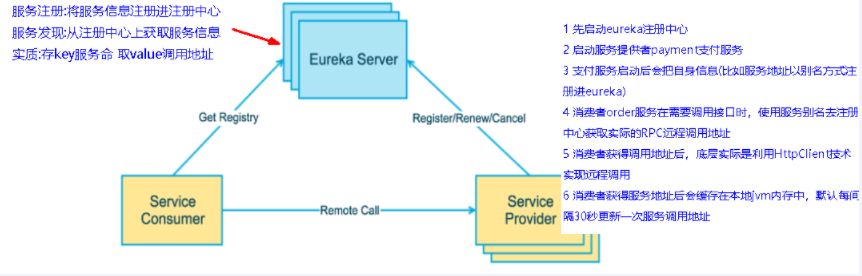 服务注册:将服务信息注册进注册中心
服务发现:从注册中心上获取服务信息
实质:存key服务命 取value调用地址
Eureka Server
Get Registry
Register/Renew/Cancel
Service
Consumer
Remote Call
Service
Provider
1 先启动eureka注册中心
2 启动服务提供者payment支付服务
3 支付服务启动后会把自身信息(比如服务地址以别名方式注
册进eureka)
4 消费者order服务在需要调用接口时，使用服务别名去注册
中心获取实际的RPC远程调用地址
5 消费者获得调用地址后，底层实际是利用HttpClient技术
实现远程调用
6 消费者获得服务地址后会缓存在本地jvm内存中，默认每间
隔30秒更新一次服务调用地址